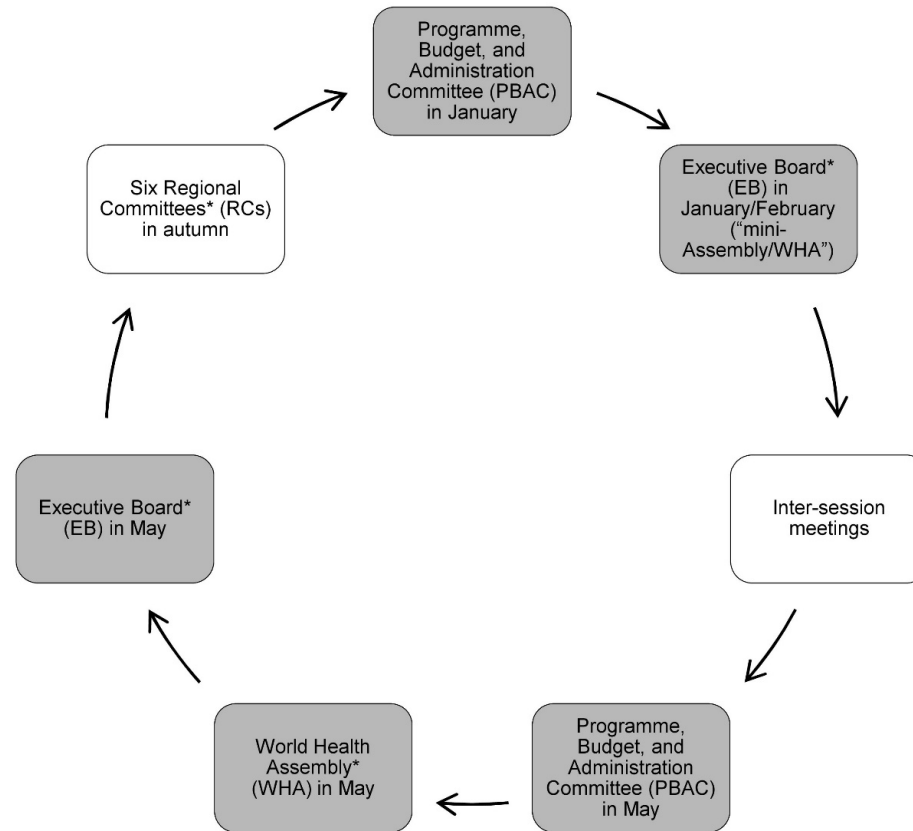 Programme,
Budget, and
Administration
Committee (PBAC)
in January
Executive Board*
(EB) in
January/February
(“mini-
Assembly/WHA”)
Inter-session
meetings
Programme,
Budget, and
Administration
Committee (PBAC)
in May
World Health
Assembly*
(WHA) in May
Executive Board*
(EB) in May
Six Regional
Committees* (RCs)
in autumn